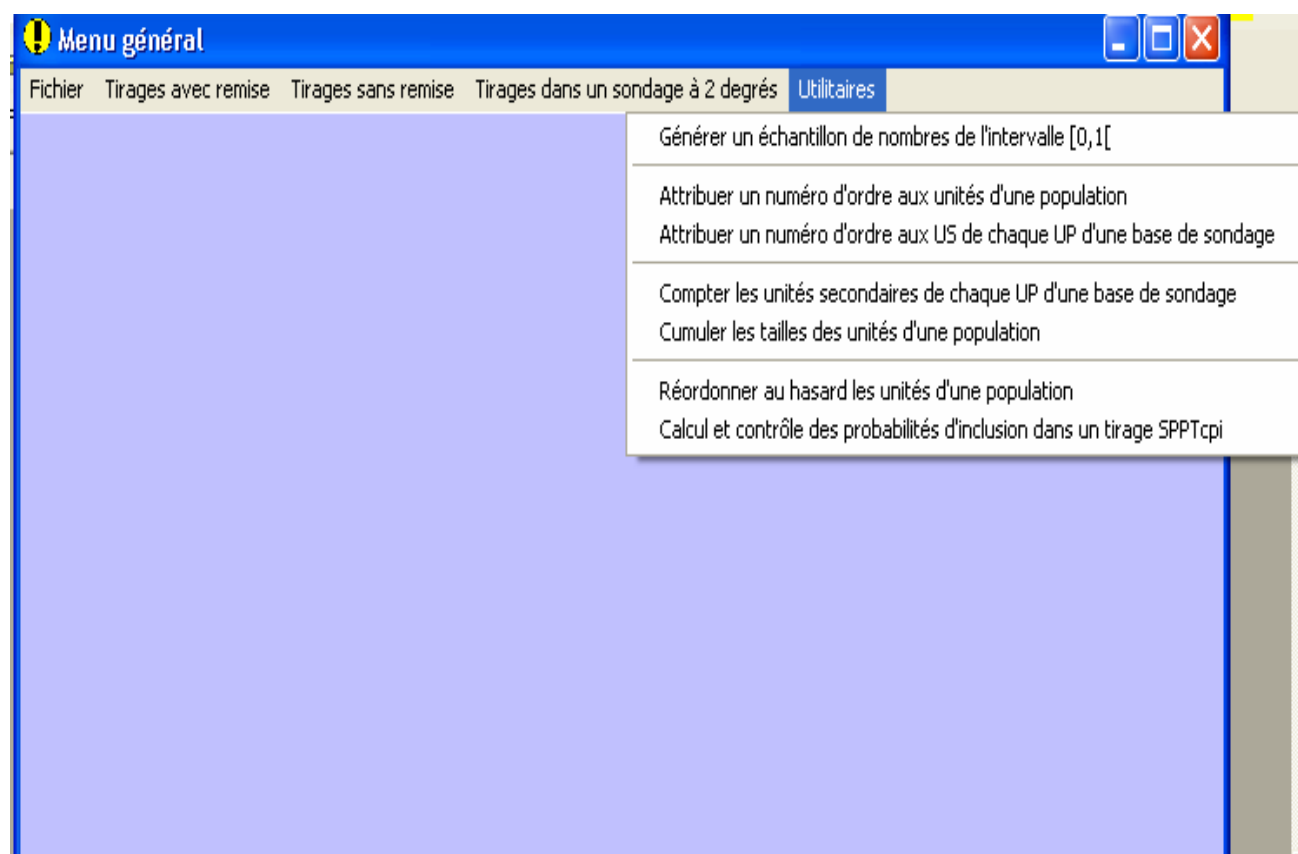 Menu général
Fichier Tirages avec remise Tirages sans remise Tirages dans un sondage à 2 degrés Utilitaires
Générer un échantillon de nombres de l'intervalle [0,1[
Attribuer un numéro d'ordre aux unités d'une population
Attribuer un numéro d'ordre aux US de chaque UP d'une base de sondage
Compter les unités secondaires de chaque UP d'une base de sondage
Cumuler les tailles des unités d'une population
Réordonner au hasard les unités d'une population
Calcul et contrôle des probabilités d'inclusion dans un tirage SPPTcpi